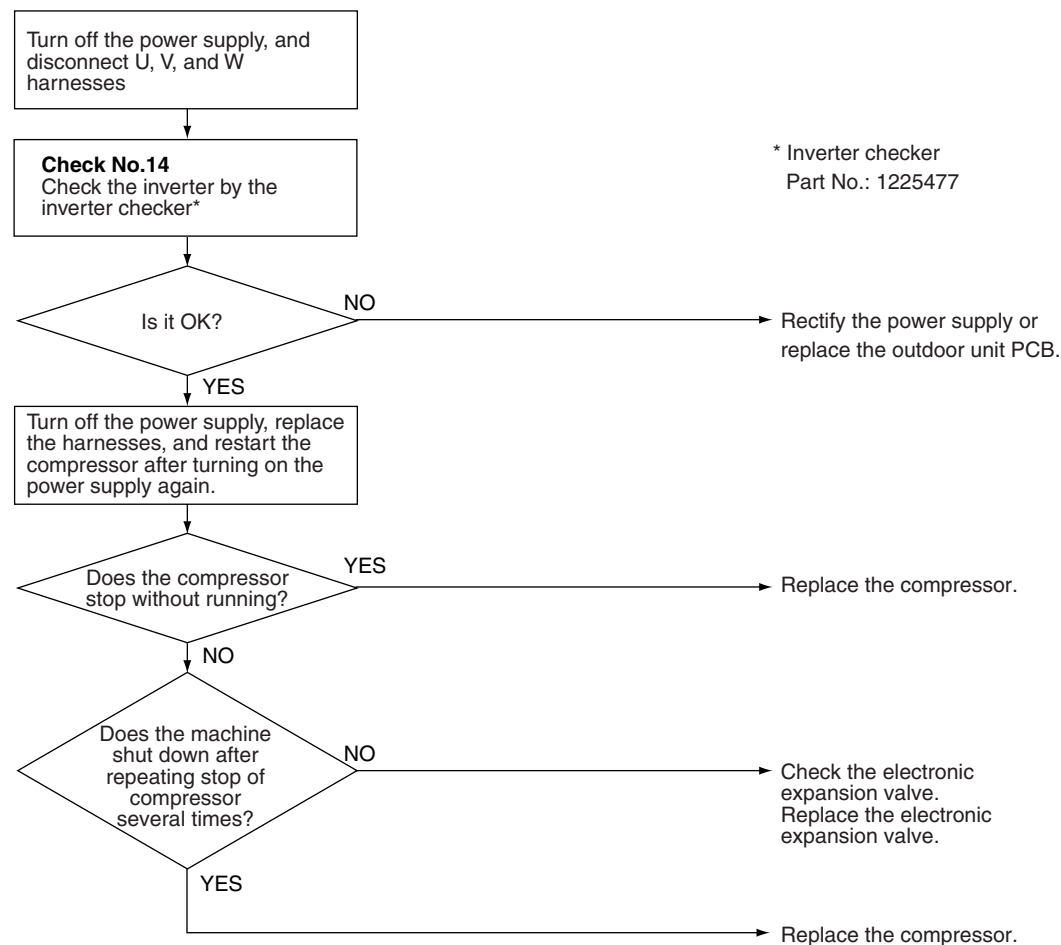 Turn off the power supply, and
disconnect U, V, and W
harnesses
Check No.14
Check the inverter by the
inverter checker*
* Inverter checker
Part No.: 1225477
Is it OK?
NO
Rectify the power supply or
replace the outdoor unit PCB.
YES
Turn off the power supply, replace
the harnesses, and restart the
compressor after turning on the
power supply again.
Does the compressor
stop without running?
YES
Replace the compressor.
NO
Does the machine
shut down after
repeating stop of
compressor
several times?
NO
Check the electronic
expansion valve.
Replace the electronic
expansion valve.
YES
Replace the compressor.